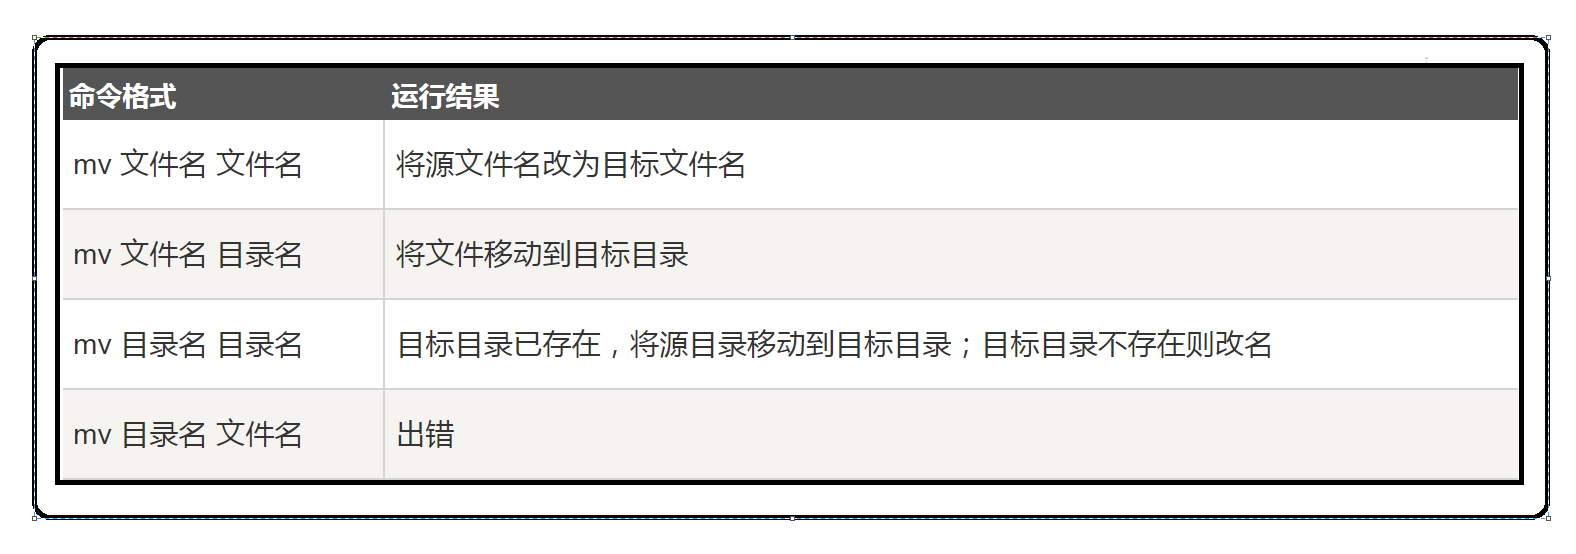 命令格式 运行结果
mv 文件名 文件名 将源文件名改为目标文件名
mv 文件名 目录名 将文件移动到目标目录
mv 目录名 目录名 目标目录已存在，将源目录移动到目标目录；目标目录不存在则改名
mv 目录名 文件名 出错